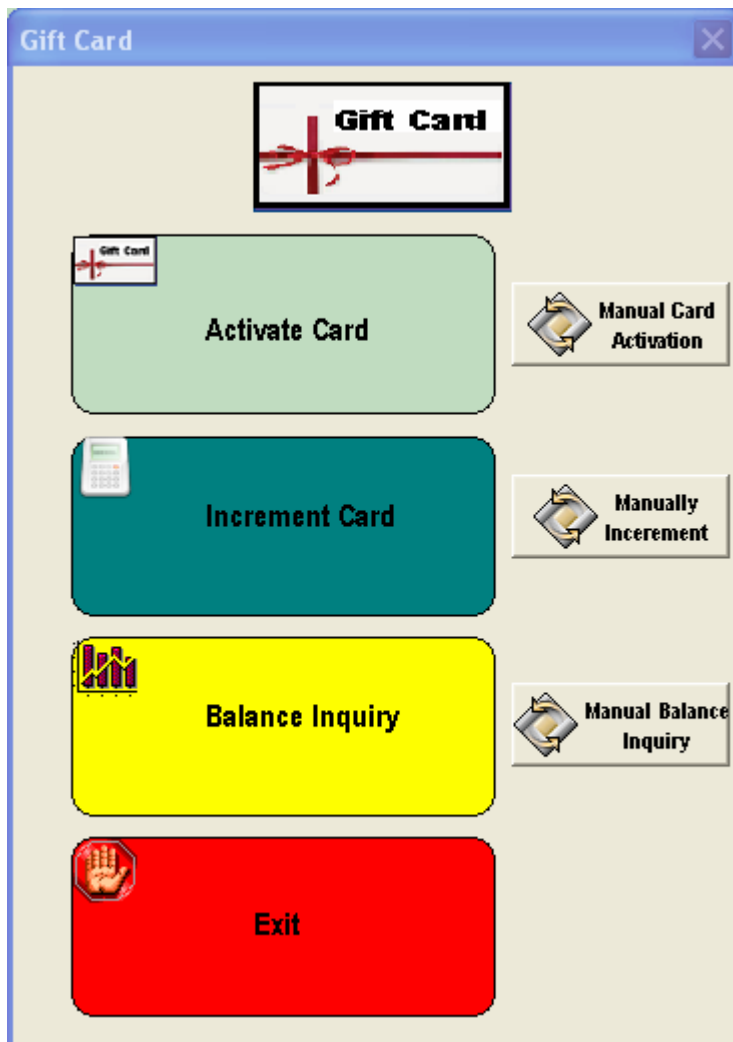 Gift Card
Gift Card
Gift Card
Activate Card
Manual Card
Activation
Increment Card
Manually
Incerement
Balance Inquiry
Manual Balance
Inquiry
Exit